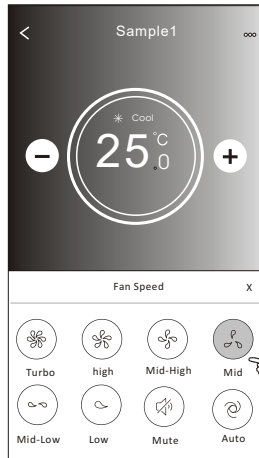 Sample1
Cool
25.0°C
Fan Speed X
Turbo high Mid-High Mid
Mid-Low Low Mute Auto